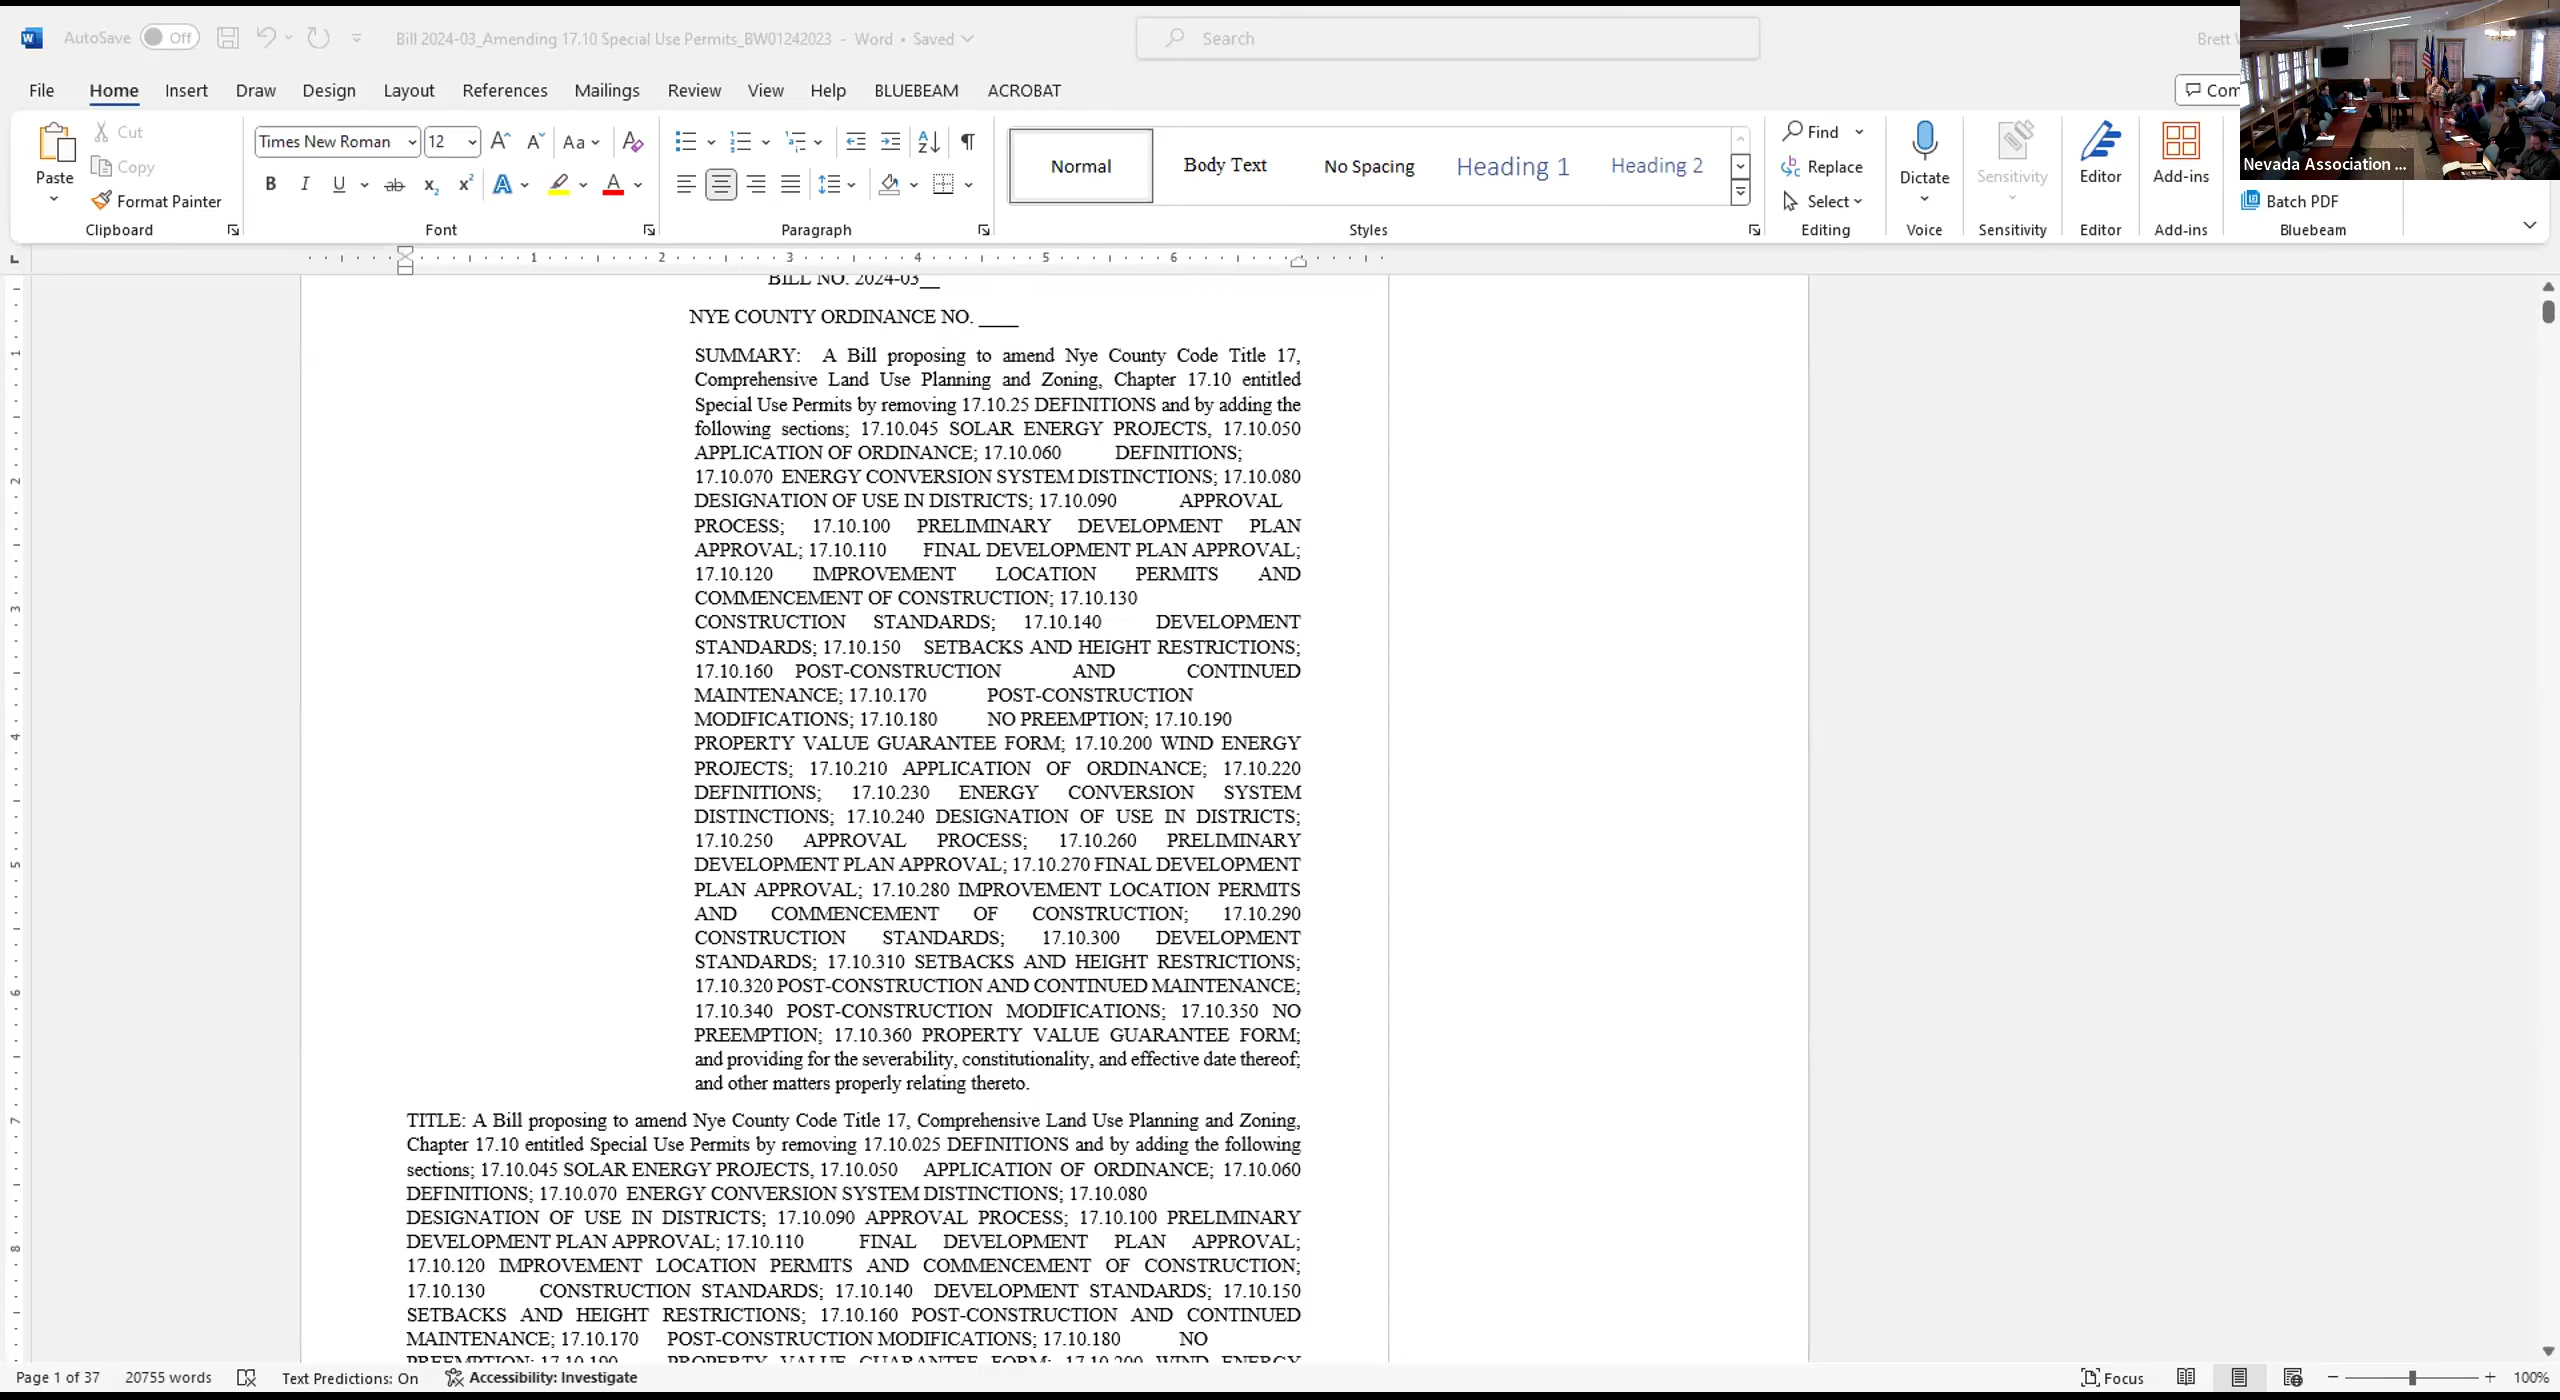 AutoSave Off Bill 2024-03_Amending 17.10 Special Use Permits_BW01242023 - Word • Saved Search Brett
File Home Insert Draw Design Layout References Mailings Review View Help BLUEBEAM ACROBAT
Nevada Association ...
Paste
Cut
Copy
Format Painter
Clipboard
Times New Roman 12
Font
Paragraph
Normal Body Text No Spacing Heading 1 Heading 2
Styles
Find
Replace
Select
Editing
Dictate
Voice
Sensitivity
Sensitivity
Editor
Editor
Add-ins
Add-ins
Batch PDF
Bluebeam
1 2 3 4 5 6
BILL NO. 2024-03__
NYE COUNTY ORDINANCE NO. ____
SUMMARY: A Bill proposing to amend Nye County Code Title 17,
Comprehensive Land Use Planning and Zoning, Chapter 17.10 entitled
Special Use Permits by removing 17.10.25 DEFINITIONS and by adding the
following sections; 17.10.045 SOLAR ENERGY PROJECTS, 17.10.050
APPLICATION OF ORDINANCE; 17.10.060 DEFINITIONS;
17.10.070 ENERGY CONVERSION SYSTEM DISTINCTIONS; 17.10.080
DESIGNATION OF USE IN DISTRICTS; 17.10.090 APPROVAL
PROCESS; 17.10.100 PRELIMINARY DEVELOPMENT PLAN
APPROVAL; 17.10.110 FINAL DEVELOPMENT PLAN APPROVAL;
17.10.120 IMPROVEMENT LOCATION PERMITS AND
COMMENCEMENT OF CONSTRUCTION; 17.10.130
CONSTRUCTION STANDARDS; 17.10.140 DEVELOPMENT
STANDARDS; 17.10.150 SETBACKS AND HEIGHT RESTRICTIONS;
17.10.160 POST-CONSTRUCTION AND CONTINUED
MAINTENANCE; 17.10.170 POST-CONSTRUCTION
MODIFICATIONS; 17.10.180 NO PREEMPTION; 17.10.190
PROPERTY VALUE GUARANTEE FORM; 17.10.200 WIND ENERGY
PROJECTS; 17.10.210 APPLICATION OF ORDINANCE; 17.10.220
DEFINITIONS; 17.10.230 ENERGY CONVERSION SYSTEM
DISTINCTIONS; 17.10.240 DESIGNATION OF USE IN DISTRICTS;
17.10.250 APPROVAL PROCESS; 17.10.260 PRELIMINARY
DEVELOPMENT PLAN APPROVAL; 17.10.270 FINAL DEVELOPMENT
PLAN APPROVAL; 17.10.280 IMPROVEMENT LOCATION PERMITS
AND COMMENCEMENT OF CONSTRUCTION; 17.10.290
CONSTRUCTION STANDARDS; 17.10.300 DEVELOPMENT
STANDARDS; 17.10.310 SETBACKS AND HEIGHT RESTRICTIONS;
17.10.320 POST-CONSTRUCTION AND CONTINUED MAINTENANCE;
17.10.340 POST-CONSTRUCTION MODIFICATIONS; 17.10.350 NO
PREEMPTION; 17.10.360 PROPERTY VALUE GUARANTEE FORM;
and providing for the severability, constitutionality, and effective date thereof;
and other matters properly relating thereto.
TITLE: A Bill proposing to amend Nye County Code Title 17, Comprehensive Land Use Planning and Zoning,
Chapter 17.10 entitled Special Use Permits by removing 17.10.025 DEFINITIONS and by adding the following
sections; 17.10.045 SOLAR ENERGY PROJECTS, 17.10.050 APPLICATION OF ORDINANCE; 17.10.060
DEFINITIONS; 17.10.070 ENERGY CONVERSION SYSTEM DISTINCTIONS; 17.10.080
DESIGNATION OF USE IN DISTRICTS; 17.10.090 APPROVAL PROCESS; 17.10.100 PRELIMINARY
DEVELOPMENT PLAN APPROVAL; 17.10.110 FINAL DEVELOPMENT PLAN APPROVAL;
17.10.120 IMPROVEMENT LOCATION PERMITS AND COMMENCEMENT OF CONSTRUCTION;
17.10.130 CONSTRUCTION STANDARDS; 17.10.140 DEVELOPMENT STANDARDS; 17.10.150
SETBACKS AND HEIGHT RESTRICTIONS; 17.10.160 POST-CONSTRUCTION AND CONTINUED
MAINTENANCE; 17.10.170 POST-CONSTRUCTION MODIFICATIONS; 17.10.180 NO
PREEMPTION; 17.10.190 PROPERTY VALUE GUARANTEE FORM; 17.10.200 WIND ENERGY
Page 1 of 37 20755 words Text Predictions: On Accessibility: Investigate Focus 100%